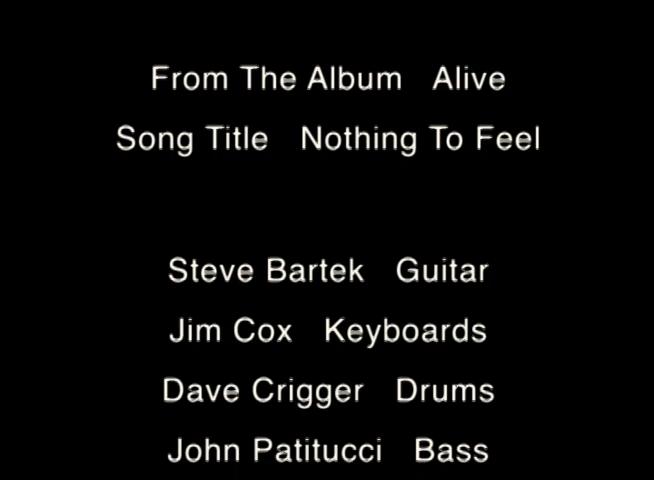 From The Album Alive
Song Title Nothing To Feel
Steve Bartek Guitar
Jim Cox Keyboards
Dave Crigger Drums
John Patitucci Bass